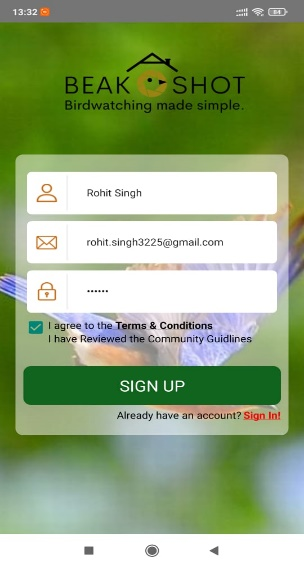 13:32
84
BEAK SHOT
Birdwatching made simple.
Rohit Singh
rohit.singh3225@gmail.com
••••••
I agree to the Terms & Conditions
I have Reviewed the Community Guidlines
SIGN UP
Already have an account? Sign In!